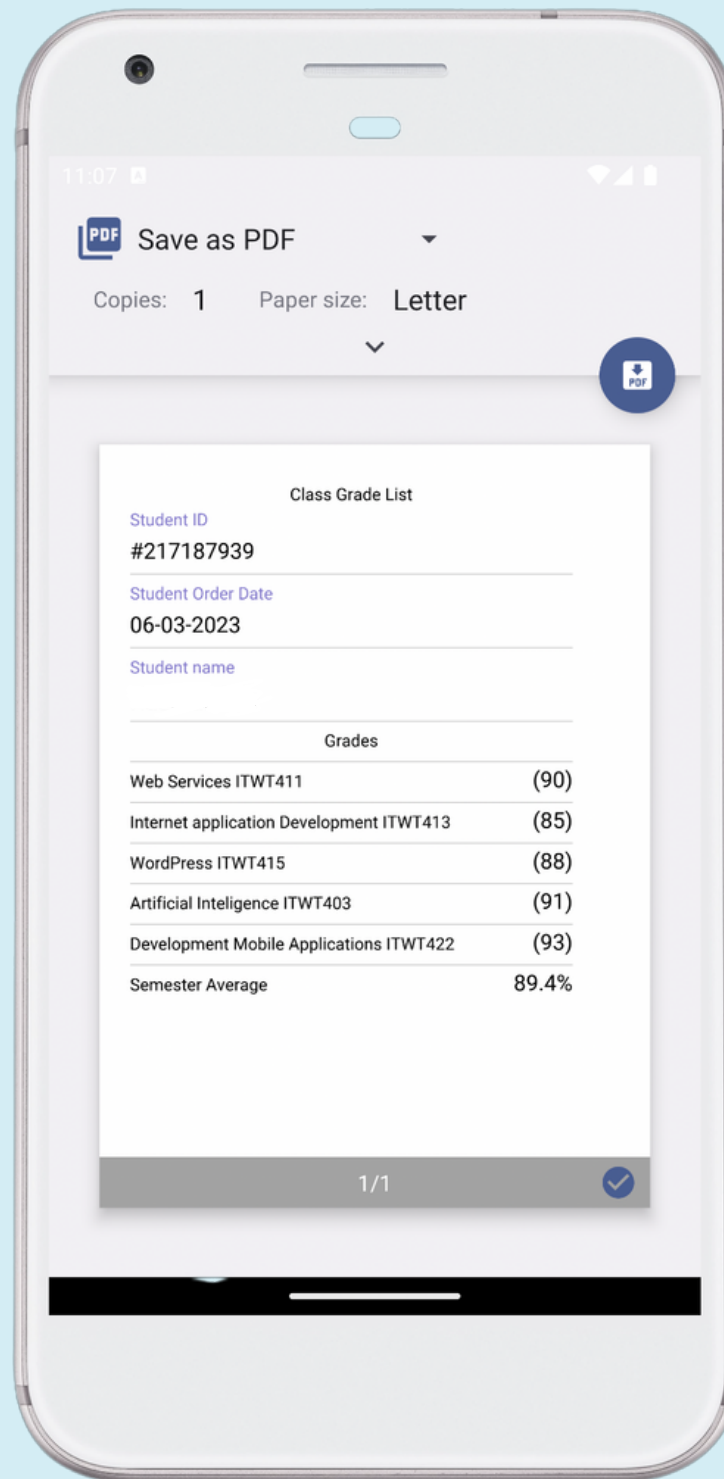 11:07
PDF Save as PDF
Copies: 1 Paper size: Letter
PDF
Class Grade List
Student ID
#217187939
Student Order Date
06-03-2023
Student name
Grades
Web Services ITWT411 (90)
Internet application Development ITWT413 (85)
WordPress ITWT415 (88)
Artificial Inteligence ITWT403 (91)
Development Mobile Applications ITWT422 (93)
Semester Average 89.4%
1/1